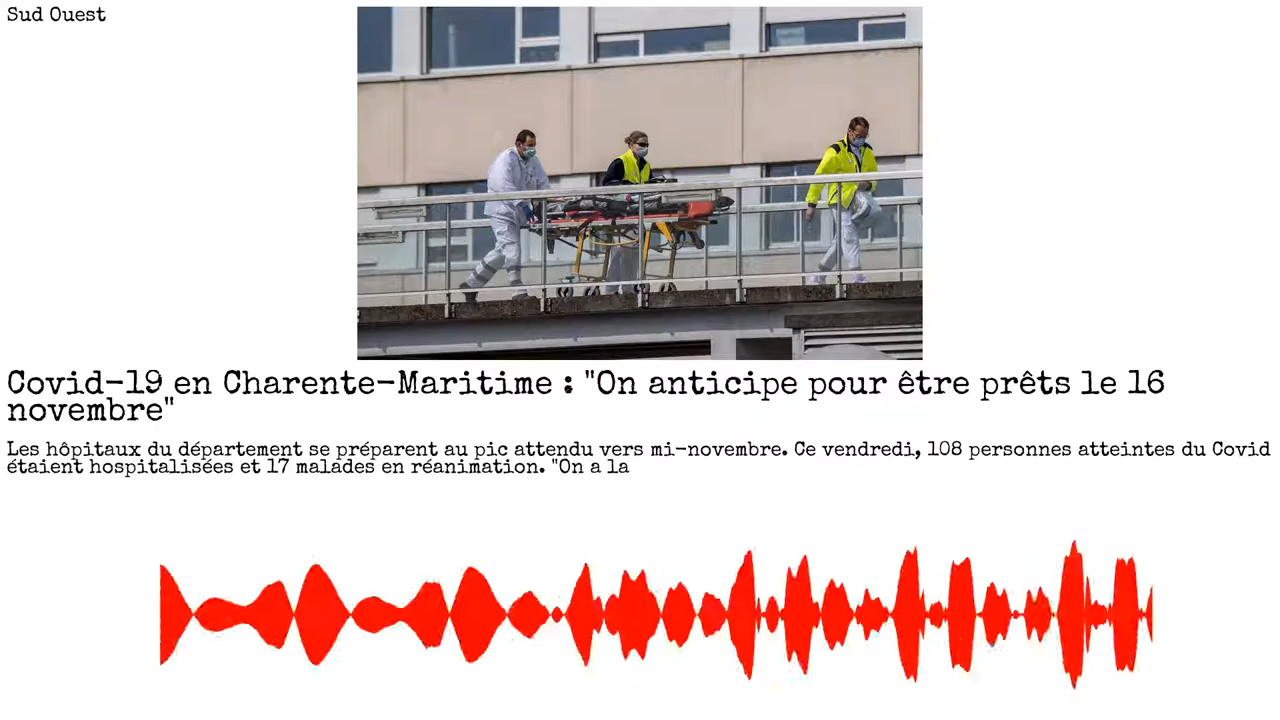 Sud Ouest
Covid-19 en Charente-Maritime : "On anticipe pour être prêts le 16
novembre"
Les hôpitaux du département se préparent au pic attendu vers mi-novembre. Ce vendredi, 108 personnes atteintes du Covid
étaient hospitalisées et 17 malades en réanimation. "On a la